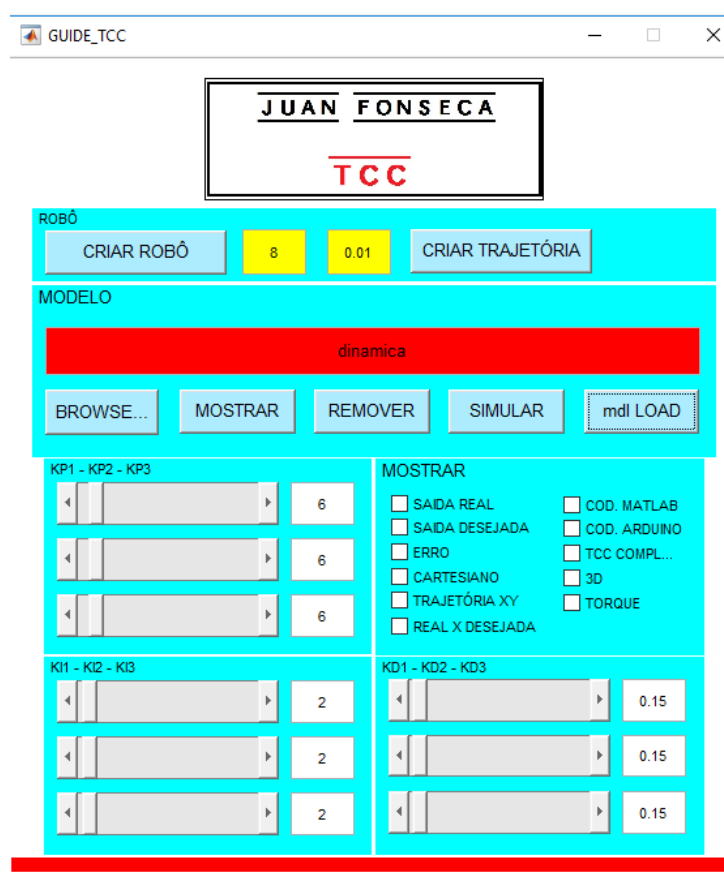 GUIDE_TCC
JUAN FONSECA
TCC
ROBÔ
CRIAR ROBÔ 8 0.01 CRIAR TRAJETÓRIA
MODELO
dinamica
BROWSE... MOSTRAR REMOVER SIMULAR mdl LOAD
KP1 - KP2 - KP3
6
6
6
MOSTRAR
SAIDA REAL
SAIDA DESEJADA
ERRO
CARTESIANO
TRAJETÓRIA XY
REAL X DESEJADA
COD. MATLAB
COD. ARDUINO
TCC COMPL...
3D
TORQUE
KI1 - KI2 - KI3
2
2
2
KD1 - KD2 - KD3
0.15
0.15
0.15